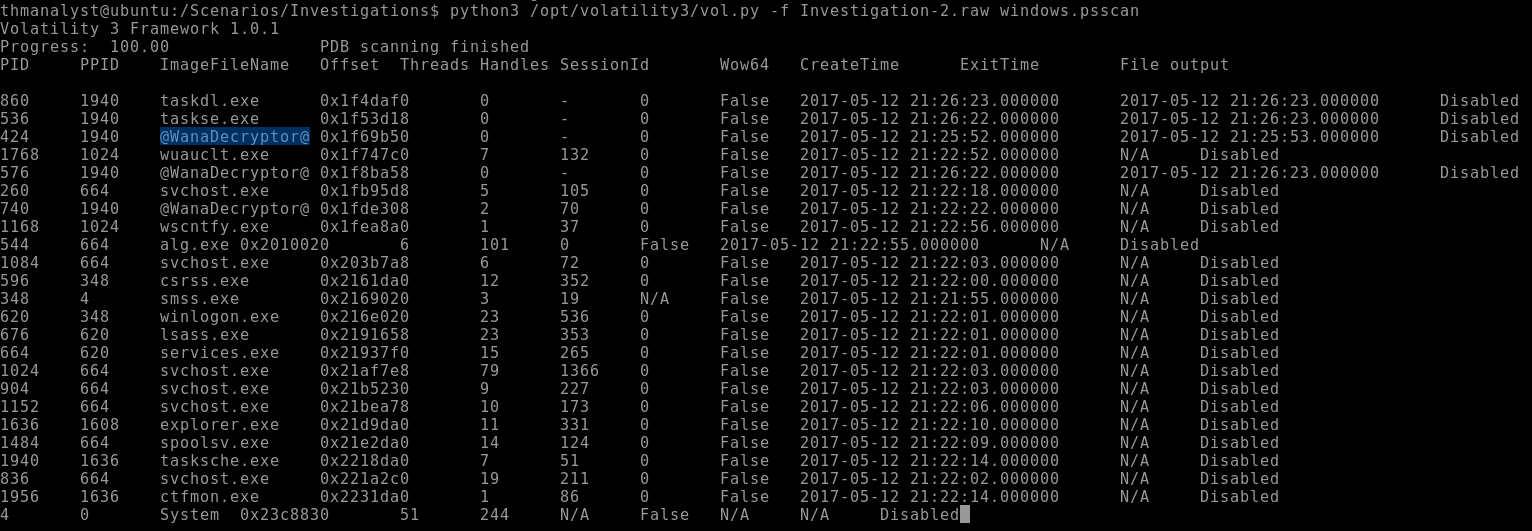 thmanalyst@ubuntu:/Scenarios/Investigations$ python3 /opt/volatility3/vol.py -f Investigation-2.raw windows.psscan
Volatility 3 Framework 1.0.1
Progress:  100.00               PDB scanning finished
PID     PPID    ImageFileName   Offset  Threads Handles SessionId       Wow64   CreateTime      ExitTime        File output
860     1940    taskdl.exe      0x1f4daf0       0       -       0       False   2017-05-12 21:26:23.000000      2017-05-12 21:26:23.000000      Disabled
536     1940    taskse.exe      0x1f53d18       0       -       0       False   2017-05-12 21:26:22.000000      2017-05-12 21:26:23.000000      Disabled
424     1940    @WanaDecryptor@ 0x1f69b50       0       -       0       False   2017-05-12 21:25:52.000000      2017-05-12 21:25:53.000000      Disabled
1768    1024    wuauclt.exe     0x1f747c0       7       132     0       False   2017-05-12 21:22:52.000000      N/A     Disabled
576     1940    @WanaDecryptor@ 0x1f8ba58       0       -       0       False   2017-05-12 21:26:22.000000      2017-05-12 21:26:23.000000      Disabled
260     664     svchost.exe     0x1fb95d8       5       105     0       False   2017-05-12 21:22:18.000000      N/A     Disabled
740     1940    @WanaDecryptor@ 0x1fde308       2       70      0       False   2017-05-12 21:22:22.000000      N/A     Disabled
1168    1024    wscntfy.exe     0x1fea8a0       1       37      0       False   2017-05-12 21:22:56.000000      N/A     Disabled
544     664     alg.exe 0x2010020       6       101     0       False   2017-05-12 21:22:55.000000      N/A     Disabled
1084    664     svchost.exe     0x203b7a8       6       72      0       False   2017-05-12 21:22:03.000000      N/A     Disabled
596     348     csrss.exe       0x2161da0       12      352     0       False   2017-05-12 21:22:00.000000      N/A     Disabled
348     4       smss.exe        0x2169020       3       19      N/A     False   2017-05-12 21:21:55.000000      N/A     Disabled
620     348     winlogon.exe    0x216e020       23      536     0       False   2017-05-12 21:22:01.000000      N/A     Disabled
676     620     lsass.exe       0x2191658       23      353     0       False   2017-05-12 21:22:01.000000      N/A     Disabled
664     620     services.exe    0x21937f0       15      265     0       False   2017-05-12 21:22:01.000000      N/A     Disabled
1024    664     svchost.exe     0x21af7e8       79      1366    0       False   2017-05-12 21:22:03.000000      N/A     Disabled
904     664     svchost.exe     0x21b5230       9       227     0       False   2017-05-12 21:22:03.000000      N/A     Disabled
1152    664     svchost.exe     0x21bea78       10      173     0       False   2017-05-12 21:22:06.000000      N/A     Disabled
1636    1608    explorer.exe    0x21d9da0       11      331     0       False   2017-05-12 21:22:10.000000      N/A     Disabled
1484    664     spoolsv.exe     0x21e2da0       14      124     0       False   2017-05-12 21:22:09.000000      N/A     Disabled
1940    1636    tasksche.exe    0x2218da0       7       51      0       False   2017-05-12 21:22:14.000000      N/A     Disabled
836     664     svchost.exe     0x221a2c0       19      211     0       False   2017-05-12 21:22:02.000000      N/A     Disabled
1956    1636    ctfmon.exe      0x2231da0       1       86      0       False   2017-05-12 21:22:14.000000      N/A     Disabled
4       0       System  0x23c8830       51      244     N/A     False   N/A     N/A     Disabled